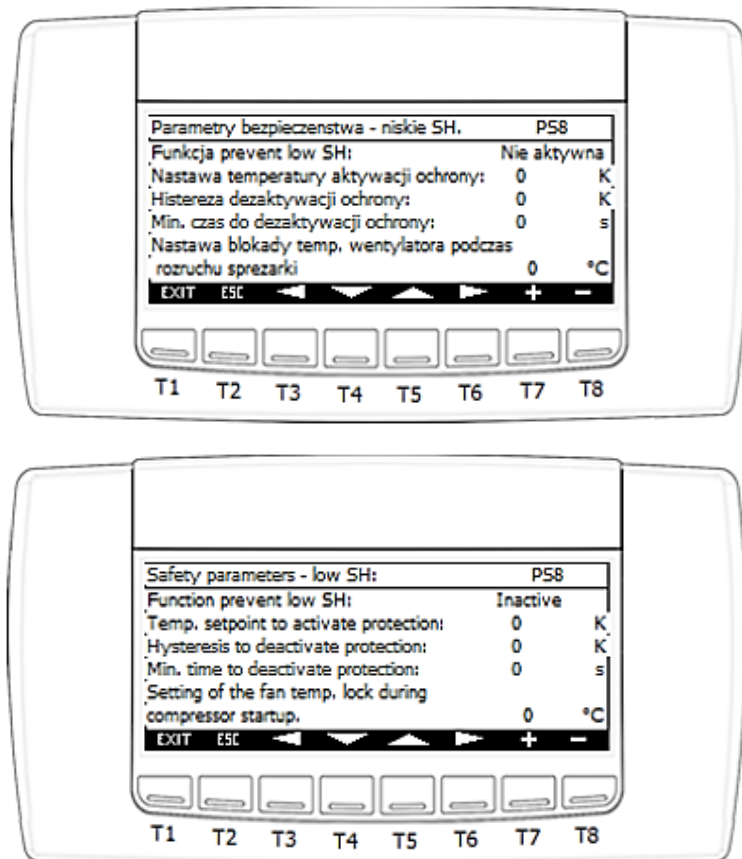 Parametry bezpieczenstwa - niskie SH. PS8
Funkcja prevent low SH: Nie aktywna
Nastawa temperatury aktywacji ochrony: 0 K
Histereza dezaktywacji ochrony: 0 K
Min. czas do dezaktywacji ochrony: 0 s
Nastawa blokady temp. wentylatora podczas
rozruchu sprezarki 0 °C
EXIT ESC + -
T1 T2 T3 T4 T5 T6 T7 T8
Safety parameters - low SH: PS8
Function prevent low SH: Inactive
Temp. setpoint to activate protection: 0 K
Hysteresis to deactivate protection: 0 K
Min. time to deactivate protection: 0 s
Setting of the fan temp. lock during
compressor startup. 0 °C
EXIT ESC + -
T1 T2 T3 T4 T5 T6 T7 T8